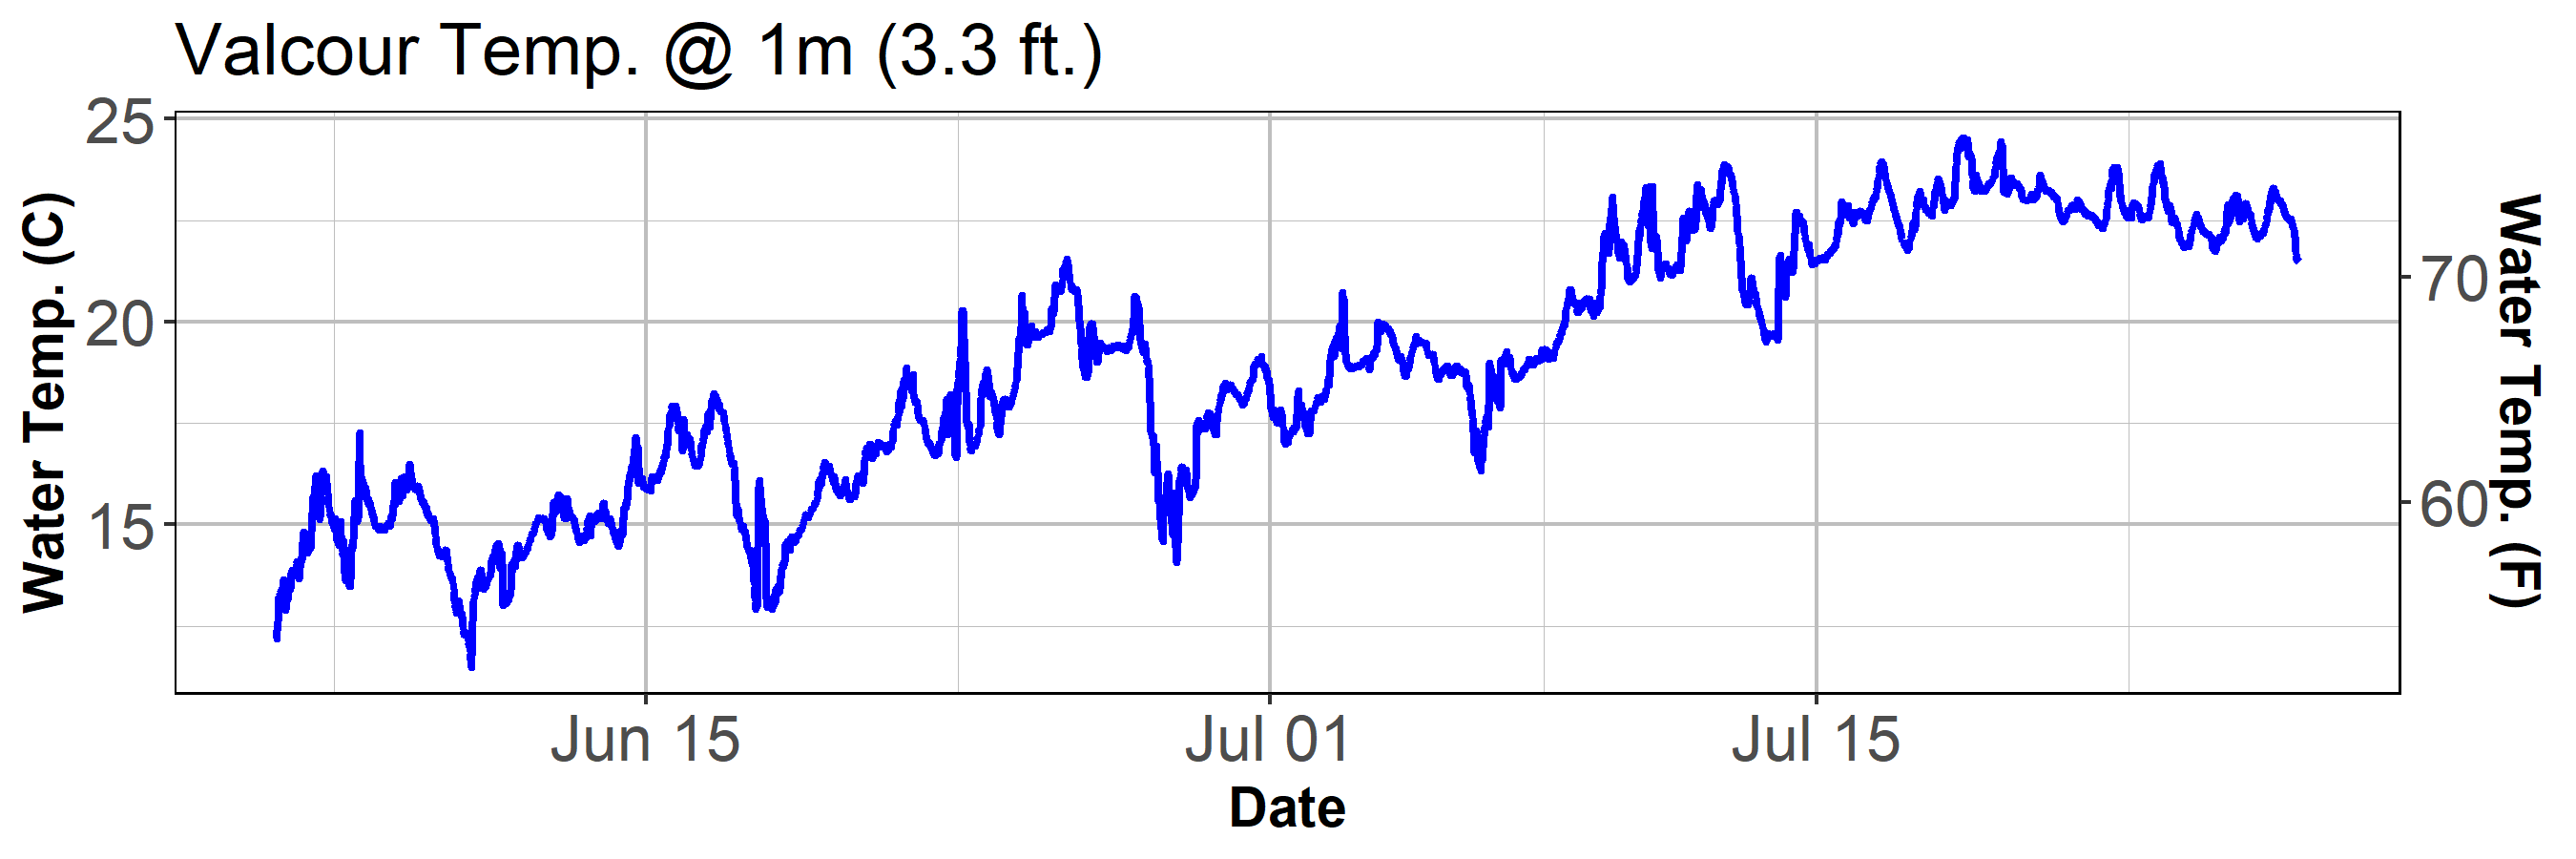 Valcour Temp. @ 1m (3.3 ft.)
Water Temp. (C)
25
20
15
70
60
Water Temp. (F)
Jun 15
Jul 01
Jul 15
Date